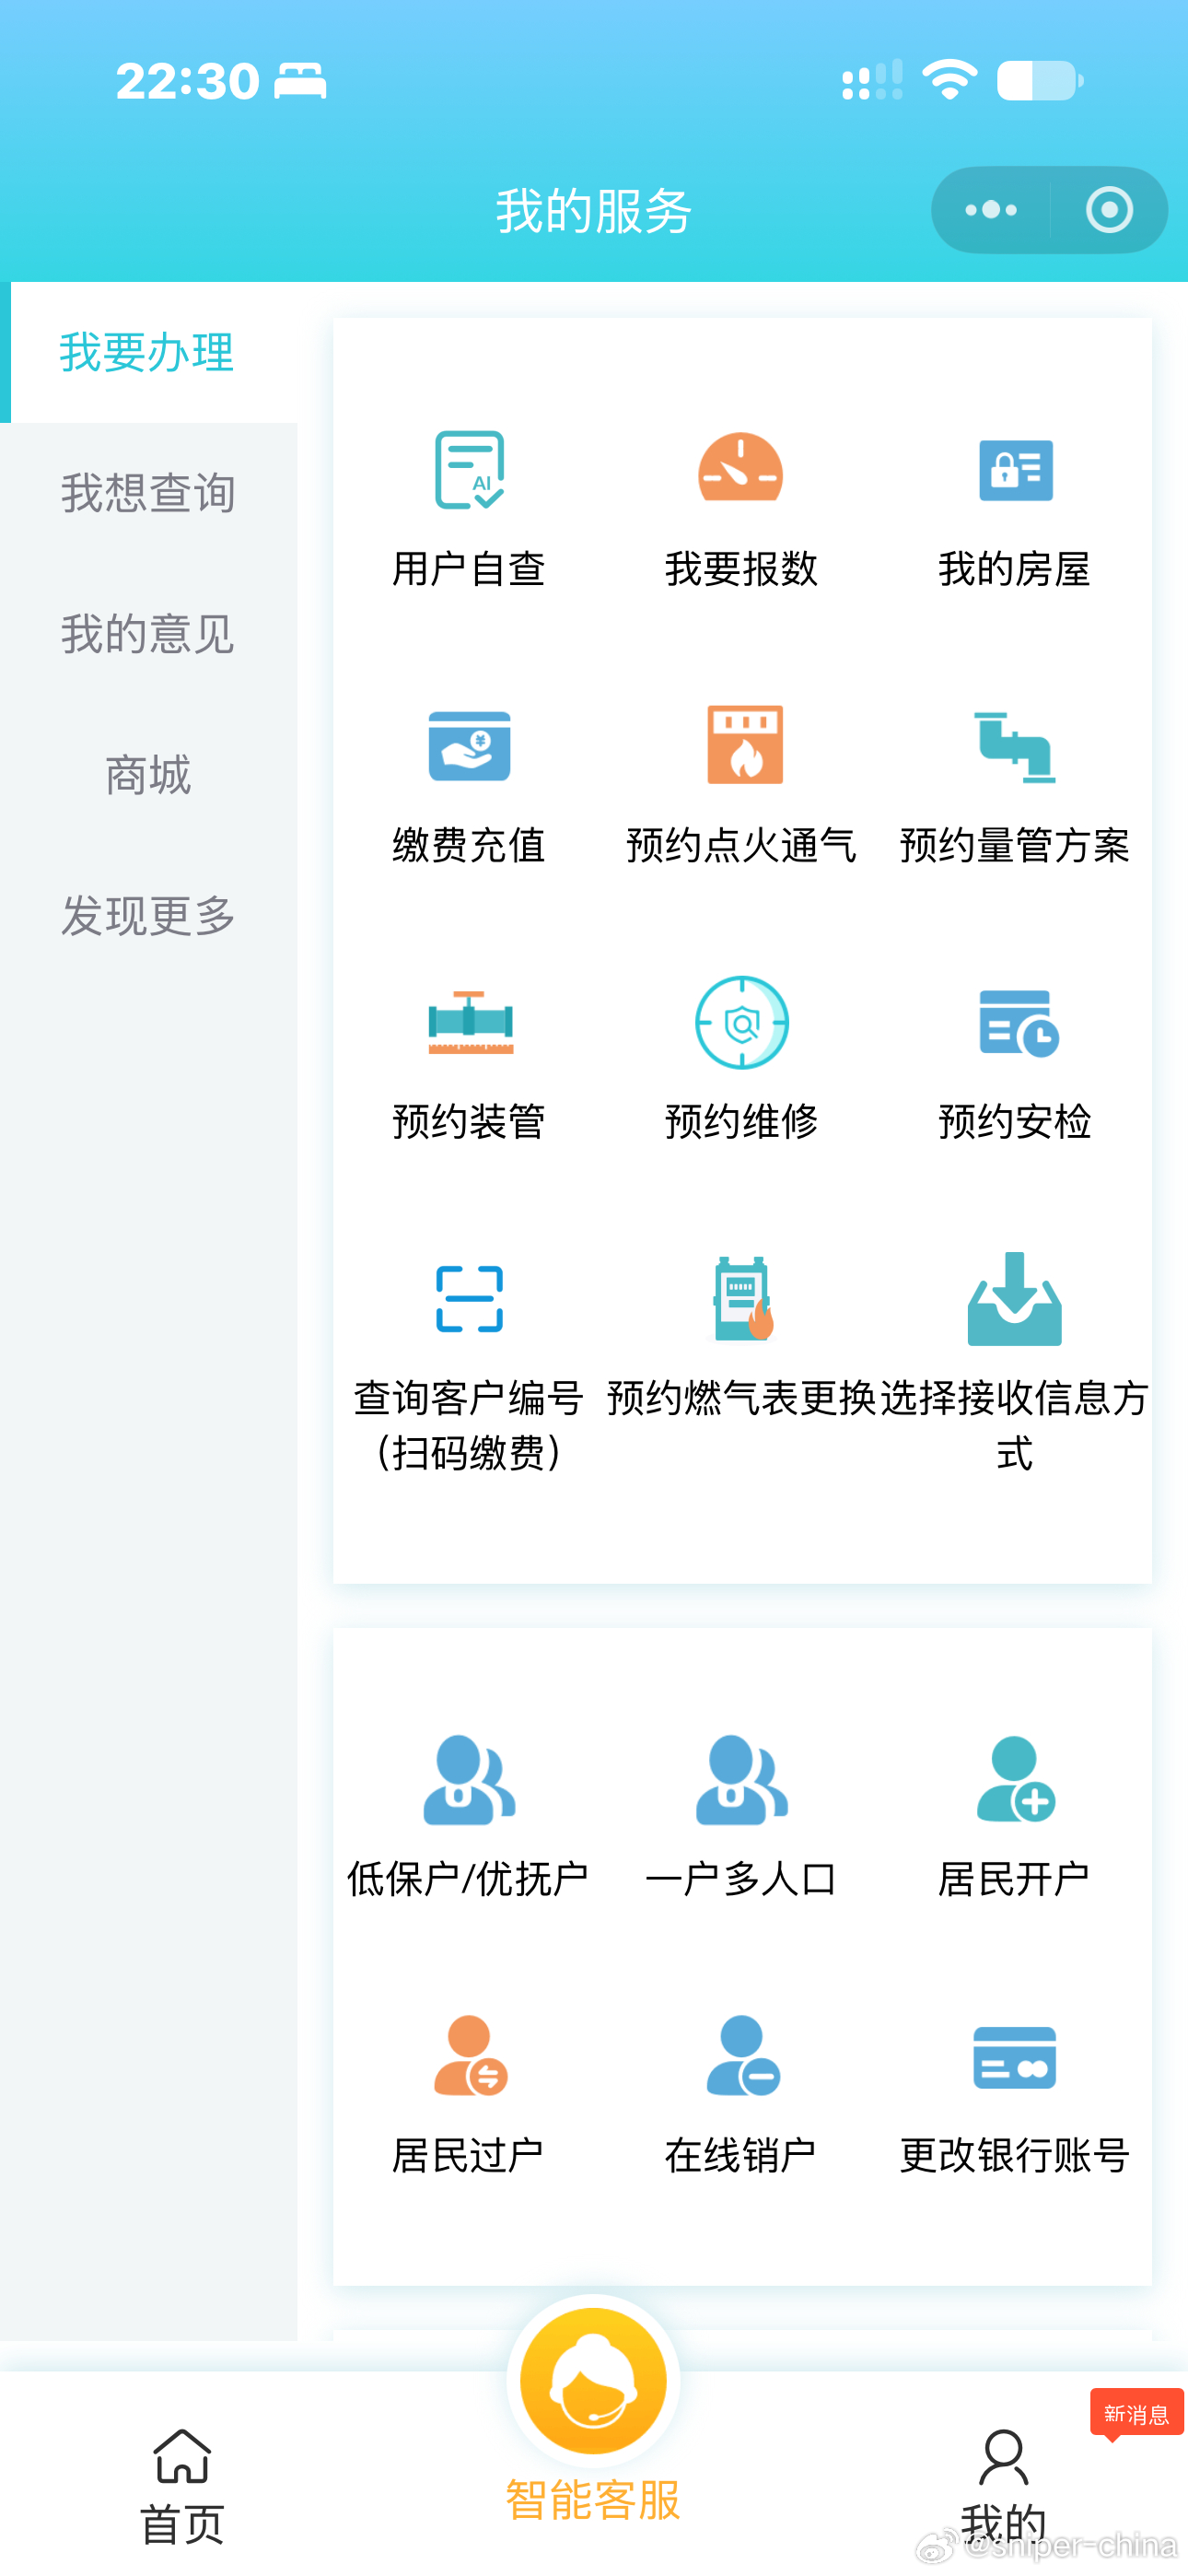 22:30
我的服务
我要办理
我想查询
我的意见
商城
发现更多
AI
用户自查
我要报数
我的房屋
¥
缴费充值
预约点火通气
预约量管方案
预约装管
预约维修
预约安检
查询客户编号
（扫码缴费）
预约燃气表更换
选择接收信息方
式
低保户/优抚户
一户多人口
居民开户
居民过户
在线销户
更改银行账号
首页
智能客服
新消息
我的
@sniper-china